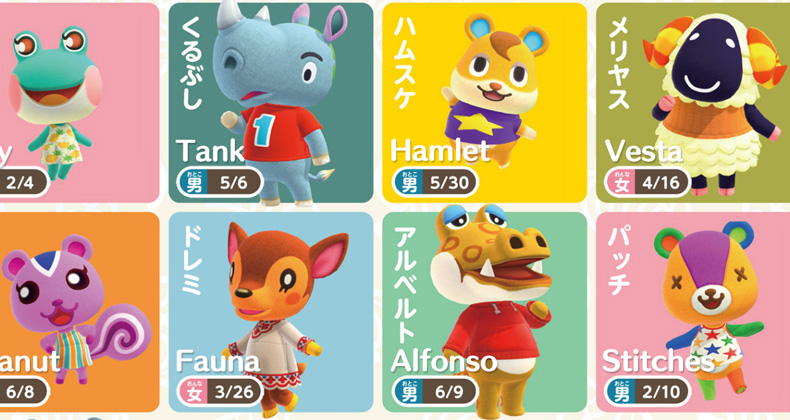 y
2/4
くるぶし
Tank
1
おとこ
男 5/6
ハムスケ
Hamlet
おとこ
男 5/30
メリヤス
Vesta
おんな
女 4/16
anut
6/8
ドレミ
Fauna
おんな
女 3/26
アルベルト
Alfonso
おとこ
男 6/9
パッチ
Stitches
おとこ
男 2/10